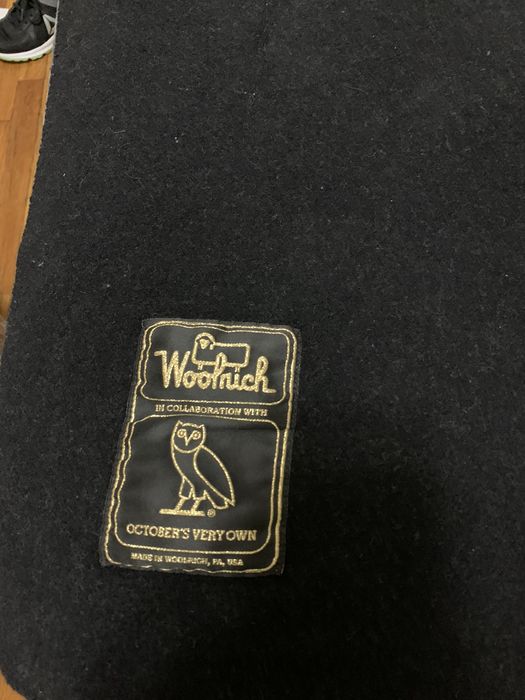 Woolrich
IN COLLABORATION WITH
®
OCTOBER'S VERY OWN
MADE IN WOOLRICH, PA, USA